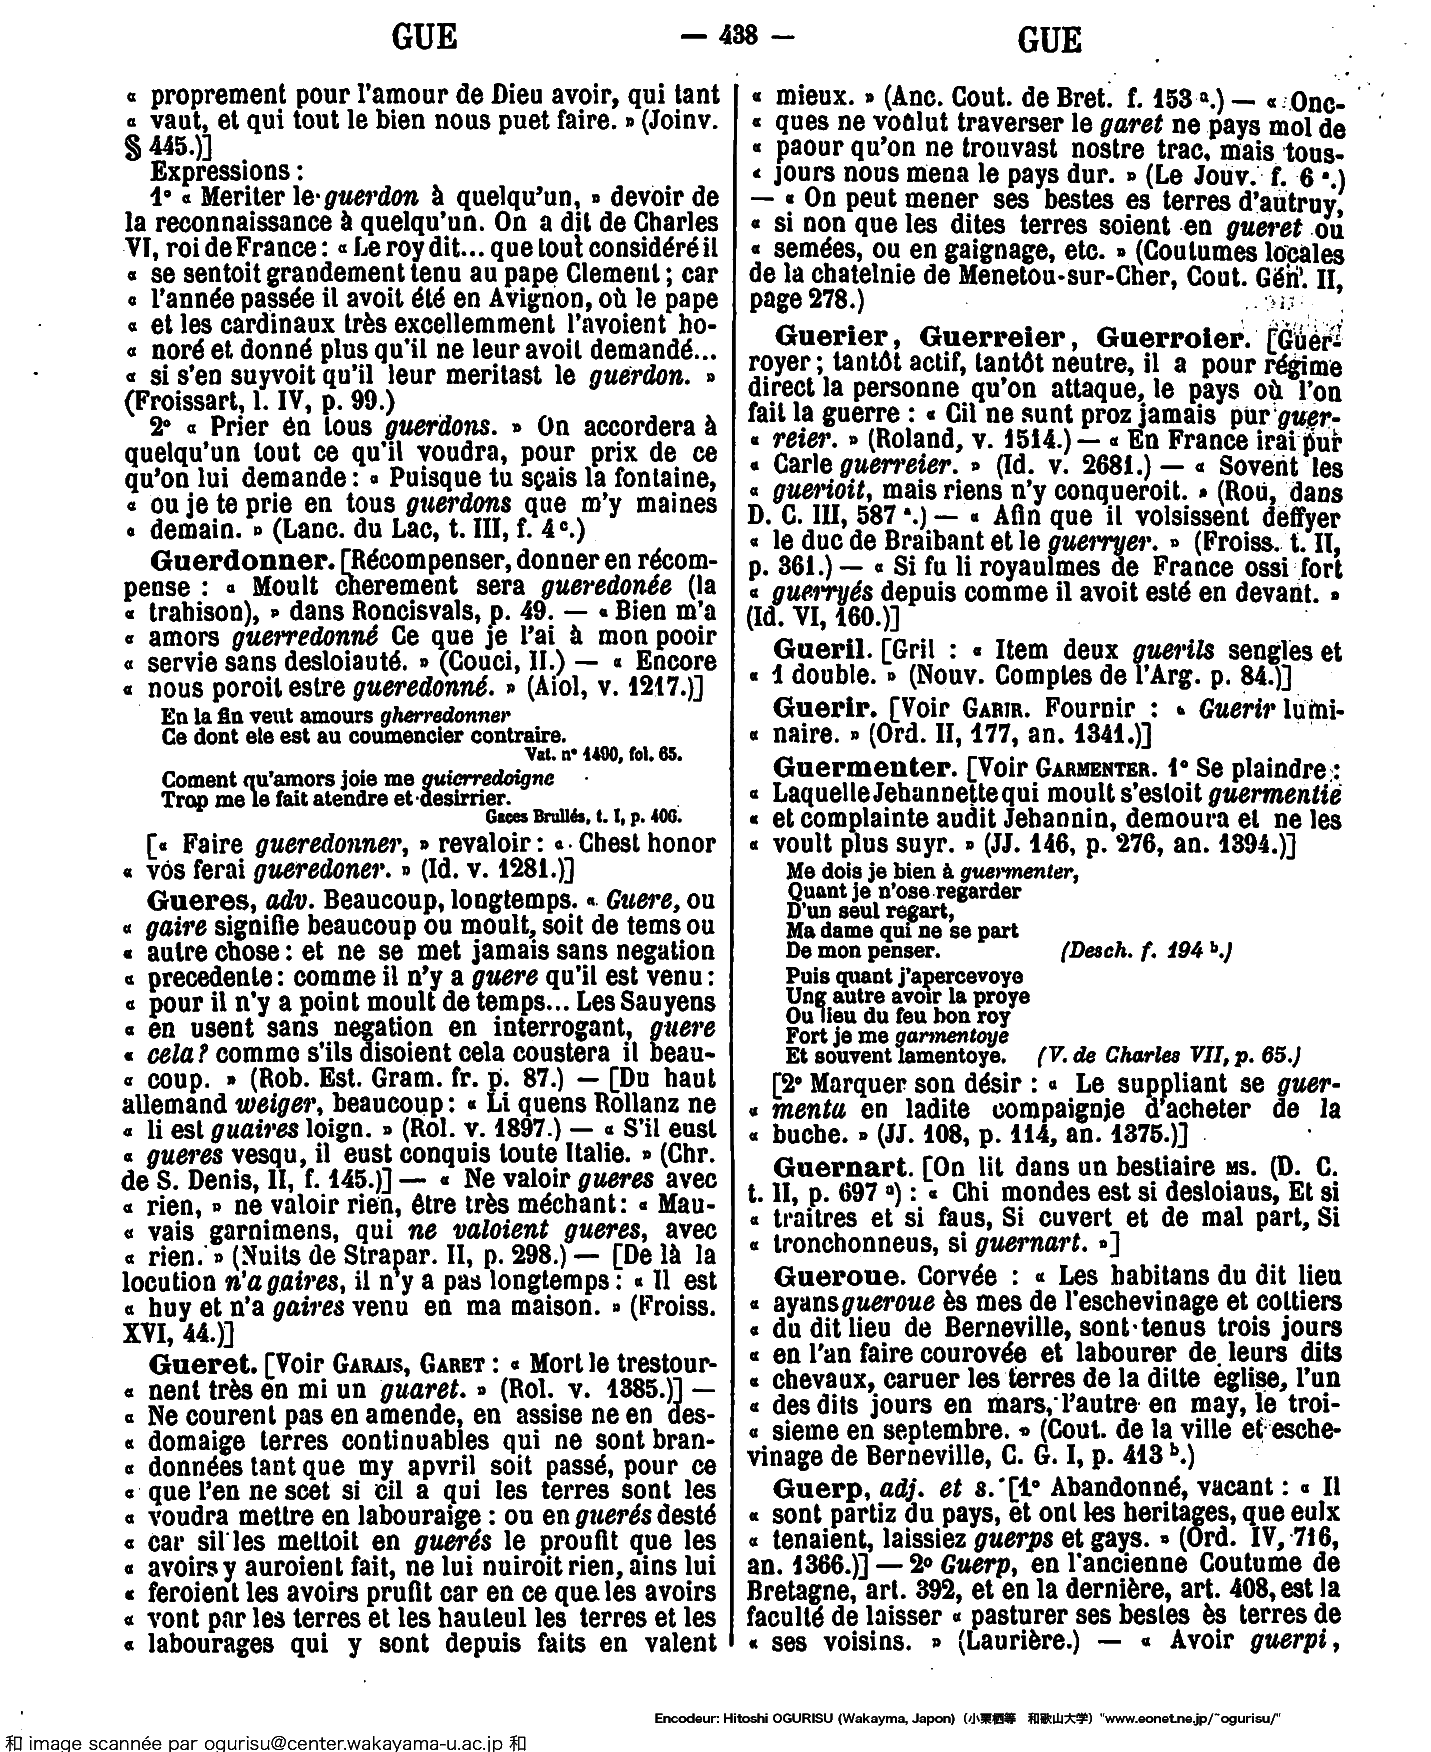 GUE — 438 — GUE
« proprement pour l'amour de Dieu avoir, qui tant
« vaut, et qui tout le bien nous puet faire. » (Joinv.
§ 445.)]
Expressions :
1° « Meriter le guerdon à quelqu'un, » devoir de
la reconnaissance à quelqu'un. On a dit de Charles
VI, roi de France : « Le roy dit... que tout considéré il
« se sentoit grandement tenu au pape Clement ; car
« l'année passée il avoit été en Avignon, où le pape
« et les cardinaux très excellemment l'avoient ho-
« noré et donné plus qu'il ne leur avoit demandé...
« si s'en suyvoit qu'il leur meritast le guerdon. »
(Froissart, l. IV, p. 99.)
2° « Prier en tous guerdons. » On accordera à
quelqu'un tout ce qu'il voudra, pour prix de ce
qu'on lui demande : « Puisque tu sçais la fontaine,
« ou je te prie en tous guerdons que m'y maines
« demain. » (Lanc. du Lac, t. III, f. 4 c.)
Guerdonner. [Récompenser, donner en récom-
pense : « Moult cherement sera gueredonée (la
« trahison), » dans Roncisvals, p. 49. — « Bien m'a
« amors guerredonné Ce que je l'ai à mon pooir
« servie sans desloiauté. » (Couci, II.) — « Encore
« nous poroit estre gueredonné. » (Aiol, v. 1217.)]
En la fin veut amours gherredonner
Ce dont ele est au coumencier contraire.
Vat. n° 1490, fol. 65.
Coment qu'amors joie me guierredoigne
Trop me le fait atendre et desirrier.
Gaces Brullés, t. I, p. 406.
[« Faire gueredonner, » revaloir : « Chest honor
« vos ferai gueredoner. » (Id. v. 1281.)]
Gueres, adv. Beaucoup, longtemps. « Guere, ou
« gaire signifie beaucoup ou moult, soit de tems ou
« autre chose : et ne se met jamais sans negation
« precedente : comme il n'y a guere qu'il est venu :
« pour il n'y a point moult de temps... Les Sauyens
« en usent sans negation en interrogant, guere
« cela? comme s'ils disoient cela coustera il beau-
« coup. » (Rob. Est. Gram. fr. p. 87.) — [Du haut
allemand weiger, beaucoup : « Li quens Rollanz ne
« li est guaires loign. » (Rol. v. 1897.) — « S'il eust
« gueres vesqu, il eust conquis toute Italie. » (Chr.
de S. Denis, II, f. 145.)] — « Ne valoir gueres avec
« rien, » ne valoir rien, être très méchant : « Mau-
« vais garnimens, qui ne valoient gueres, avec
« rien. » (Nuits de Strapar. II, p. 298.) — [De là la
locution n'a gaires, il n'y a pas longtemps : « Il est
« huy et n'a gaires venu en ma maison. » (Froiss.
XVI, 44.)]
Gueret. [Voir GARAIS, GARET : « Mort le trestour-
« nent très en mi un guaret. » (Rol. v. 1385.)] —
« Ne courent pas en amende, en assise ne en des-
« domaige terres continuables qui ne sont bran-
« données tant que my apvril soit passé, pour ce
« que l'en ne scet si cil a qui les terres sont les
« voudra mettre en labouraige : ou en guerés desté
« car sil les mettoit en guerés le proufit que les
« avoirs y auroient fait, ne lui nuiroit rien, ains lui
« feroient les avoirs prufit car en ce que les avoirs
« vont par les terres et les hauteul les terres et les
« labourages qui y sont depuis faits en valent
« mieux. » (Anc. Cout. de Bret. f. 153 a.) — « Onc-
« ques ne voulut traverser le garet ne pays mol de
« paour qu'on ne trouvast nostre trac, mais tous-
« jours nous mena le pays dur. » (Le Jouv. f. 6 a.)
— « On peut mener ses bestes es terres d'autruy,
« si non que les dites terres soient en gueret ou
« semées, ou en gaignage, etc. » (Coutumes locales
de la chatelnie de Menetou-sur-Cher, Cout. Gén. II,
page 278.)
Guerier, Guerreier, Guerroier. [Guer-
royer ; tantôt actif, tantôt neutre, il a pour régime
direct la personne qu'on attaque, le pays où l'on
fait la guerre : « Cil ne sunt proz jamais pur guer-
« reier. » (Roland, v. 1514.) — « En France irai pur
« Carle guerreier. » (Id. v. 2681.) — « Sovent les
« guerioit, mais riens n'y conqueroit. » (Rou, dans
D. C. III, 587 a.) — « Afin que il volsissent deffyer
« le duc de Braibant et le guerryer. » (Froiss. t. II,
p. 361.) — « Si fu li royaulmes de France ossi fort
« guerryés depuis comme il avoit esté en devant. »
(Id. VI, 160.)]
Gueril. [Gril : « Item deux guerils sengles et
« 1 double. » (Nouv. Comptes de l'Arg. p. 84.)]
Guerir. [Voir GARIR. Fournir : « Guerir lumi-
« naire. » (Ord. II, 177, an. 1341.)]
Guermenter. [Voir GARMENTER. 1° Se plaindre :
« Laquelle Jehannette qui moult s'estoit guermentie
« et complainte audit Jehannin, demoura et ne les
« voult plus suyr. » (JJ. 146, p. 276, an. 1394.)]
Me dois je bien à guermenter,
Quant je n'ose regarder
D'un seul regart,
Ma dame qui ne se part
De mon penser. (Desch. f. 194 b.)
Puis quant j'apercevoye
Ung autre avoir la proye
Ou lieu du feu bon roy
Fort je me garmentoye
Et souvent lamentoye. (V. de Charles VII, p. 65.)
[2° Marquer son désir : « Le suppliant se guer-
« menta en ladite compaignie d'acheter de la
« buche. » (JJ. 108, p. 114, an. 1375.)]
Guernart. [On lit dans un bestiaire MS. (D. C.
t. II, p. 697 a) : « Chi mondes est si desloiaus, Et si
« traitres et si faus, Si cuvert et de mal part, Si
« tronchonneus, si guernart. »]
Gueroue. Corvée : « Les habitans du dit lieu
« ayans gueroue ès mes de l'eschevinage et coltiers
« du dit lieu de Berneville, sont tenus trois jours
« en l'an faire courovée et labourer de leurs dits
« chevaux, caruer les terres de la ditte eglise, l'un
« des dits jours en mars, l'autre en may, le troi-
« sieme en septembre. » (Cout. de la ville et esche-
vinage de Berneville, C. G. I, p. 413 b.)
Guerp, adj. et s. [1° Abandonné, vacant : « Il
« sont partiz du pays, et ont les heritages, que eulx
« tenaient, laissiez guerps et gays. » (Ord. IV, 716,
an. 1366.)] — 2° Guerp, en l'ancienne Coutume de
Bretagne, art. 392, et en la dernière, art. 408, est la
faculté de laisser « pasturer ses bestes ès terres de
« ses voisins. » (Laurière.) — « Avoir guerpi,
Encodeur: Hitoshi OGURISU (Wakayma, Japon) (小栗栖等 和歌山大学) "www.eonet.ne.jp/~ogurisu/"
和 image scannée par ogurisu@center.wakayama-u.ac.jp 和